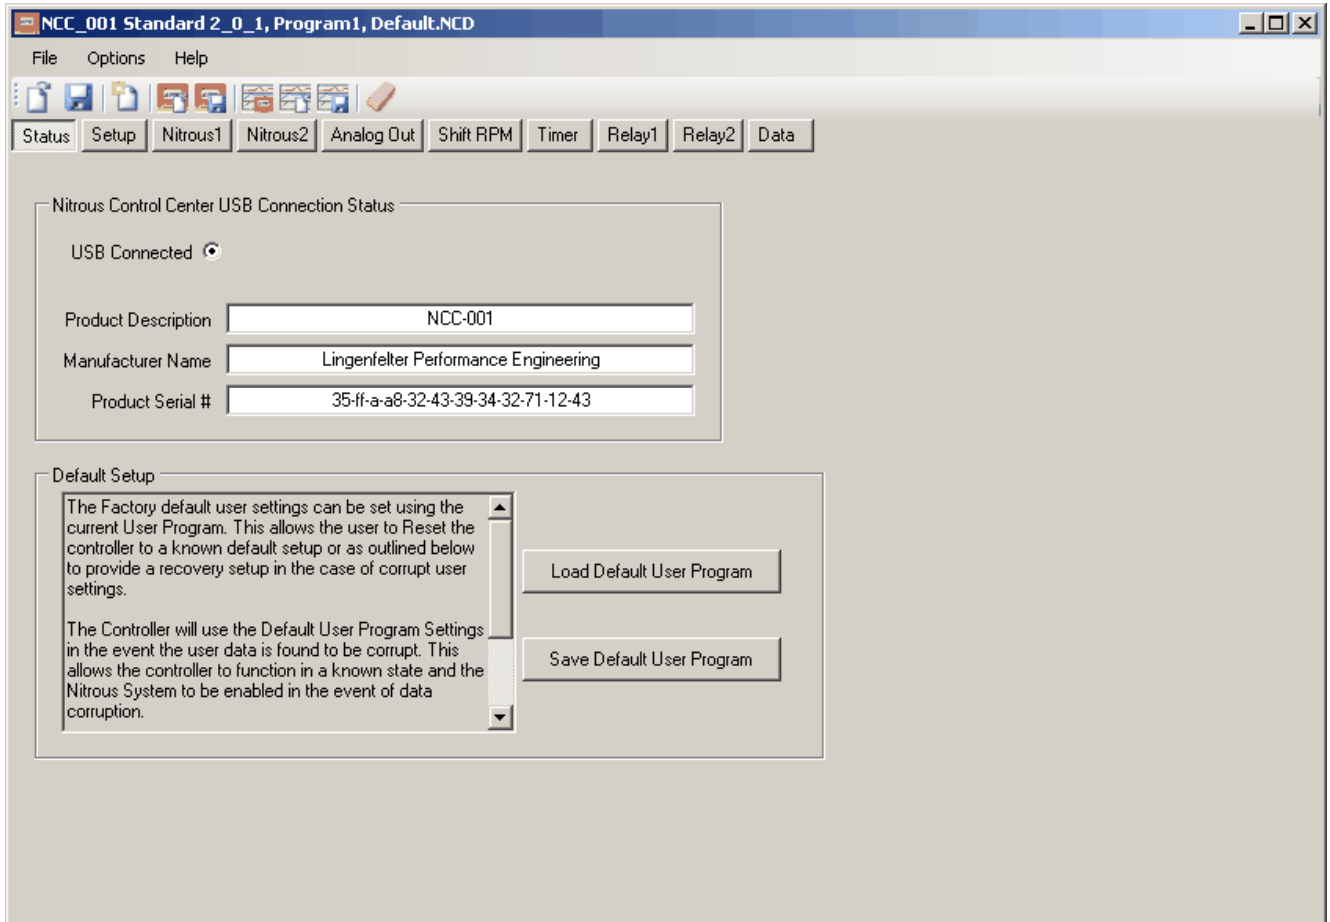 NCC_001 Standard 2_0_1, Program1, Default.NCD
File Options Help
Status Setup Nitrous1 Nitrous2 Analog Out Shift RPM Timer Relay1 Relay2 Data
Nitrous Control Center USB Connection Status
USB Connected
Product Description NCC-001
Manufacturer Name Lingenfelter Performance Engineering
Product Serial # 35-ff-a-a8-32-43-39-34-32-71-12-43
Default Setup
The Factory default user settings can be set using the
current User Program. This allows the user to Reset the
controller to a known default setup or as outlined below
to provide a recovery setup in the case of corrupt user
settings.
The Controller will use the Default User Program Settings
in the event the user data is found to be corrupt. This
allows the controller to function in a known state and the
Nitrous System to be enabled in the event of data
corruption.
Load Default User Program
Save Default User Program